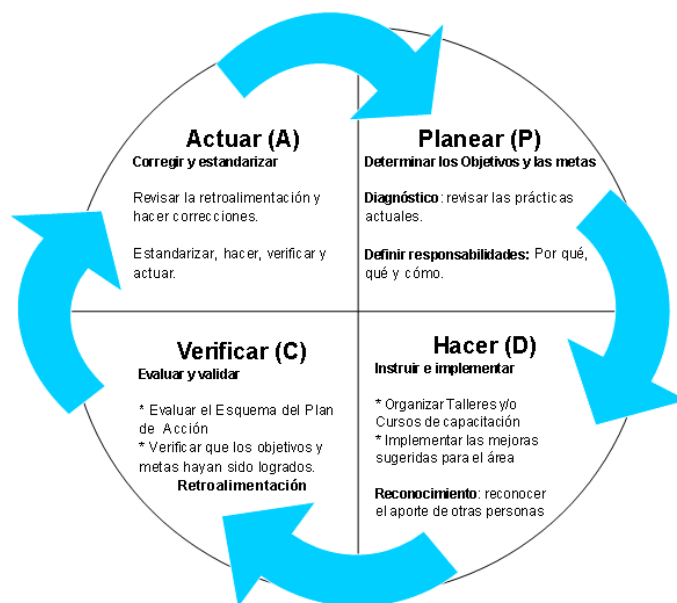 Actuar (A)
Corregir y estandarizar
Revisar la retroalimentación y
hacer correcciones.
Estandarizar, hacer, verificar y
actuar.
Planear (P)
Determinar los Objetivos y las metas
Diagnóstico: revisar las prácticas
actuales.
Definir responsabilidades: Por qué,
qué y cómo.
Verificar (C)
Evaluar y validar
* Evaluar el Esquema del Plan
de Acción
* Verificar que los objetivos y
metas hayan sido logrados.
Retroalimentación
Hacer (D)
Instruir e implementar
* Organizar Talleres y/o
Cursos de capacitación
* Implementar las mejoras
sugeridas para el área
Reconocimiento: reconocer
el aporte de otras personas